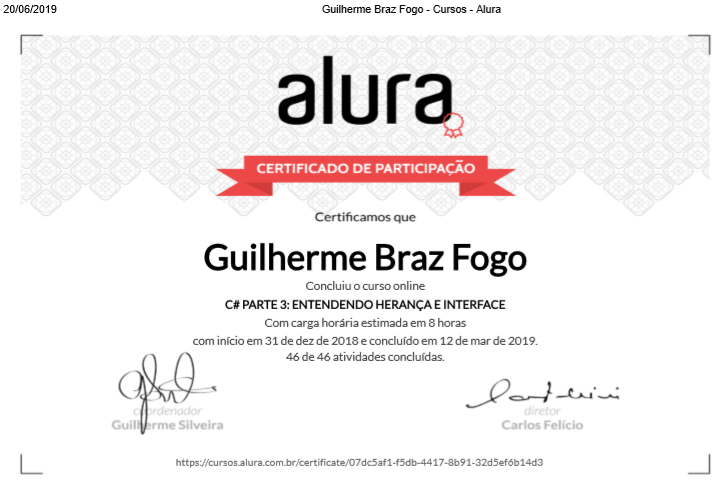 20/06/2019 Guilherme Braz Fogo - Cursos - Alura
alura
CERTIFICADO DE PARTICIPAÇÃO
Certificamos que
Guilherme Braz Fogo
Concluiu o curso online
C# PARTE 3: ENTENDENDO HERANÇA E INTERFACE
Com carga horária estimada em 8 horas
com início em 31 de dez de 2018 e concluído em 12 de mar de 2019.
46 de 46 atividades concluídas.
coordenador
Guilherme Silveira
diretor
Carlos Felício
https://cursos.alura.com.br/certificate/07dc5af1-f5db-4417-8b91-32d5ef6b14d3